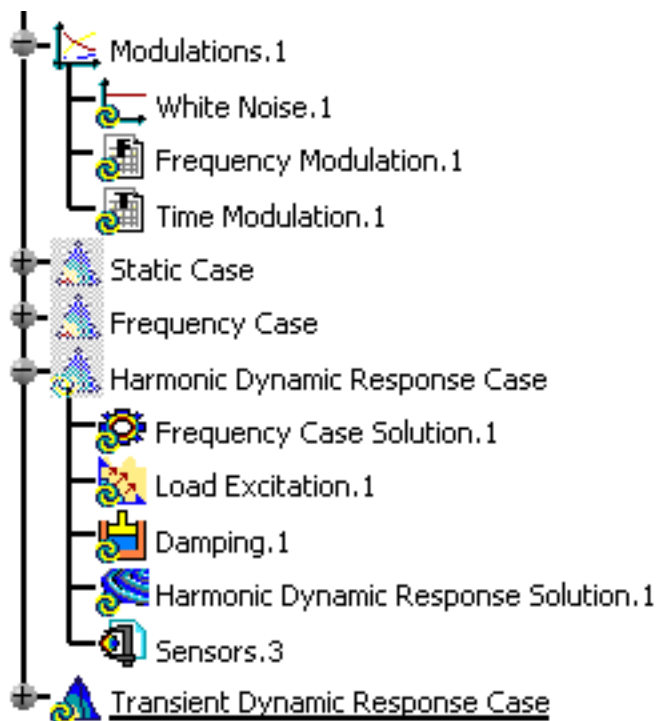 Modulations.1
White Noise.1
Frequency Modulation.1
Time Modulation.1
Static Case
Frequency Case
Harmonic Dynamic Response Case
Frequency Case Solution.1
Load Excitation.1
Damping.1
Harmonic Dynamic Response Solution.1
Sensors.3
Transient Dynamic Response Case